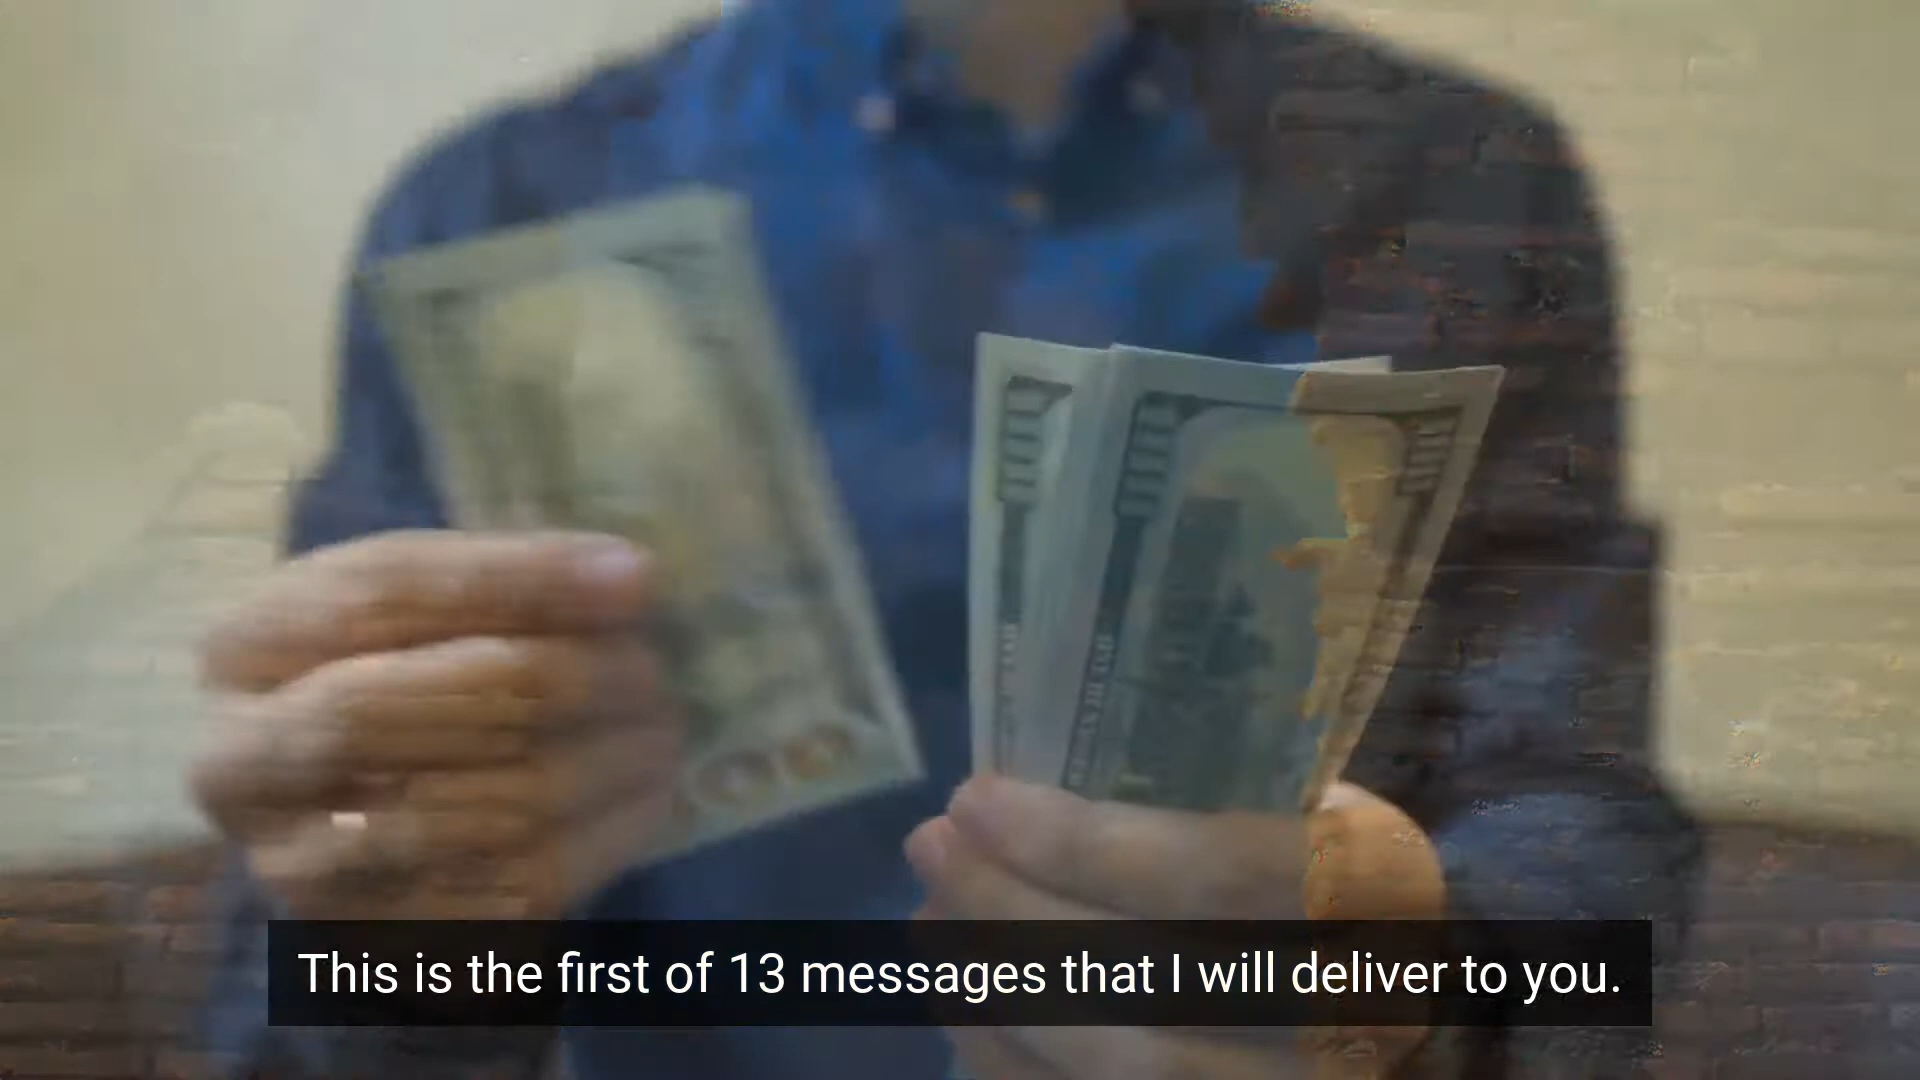 This is the first of 13 messages that I will deliver to you.